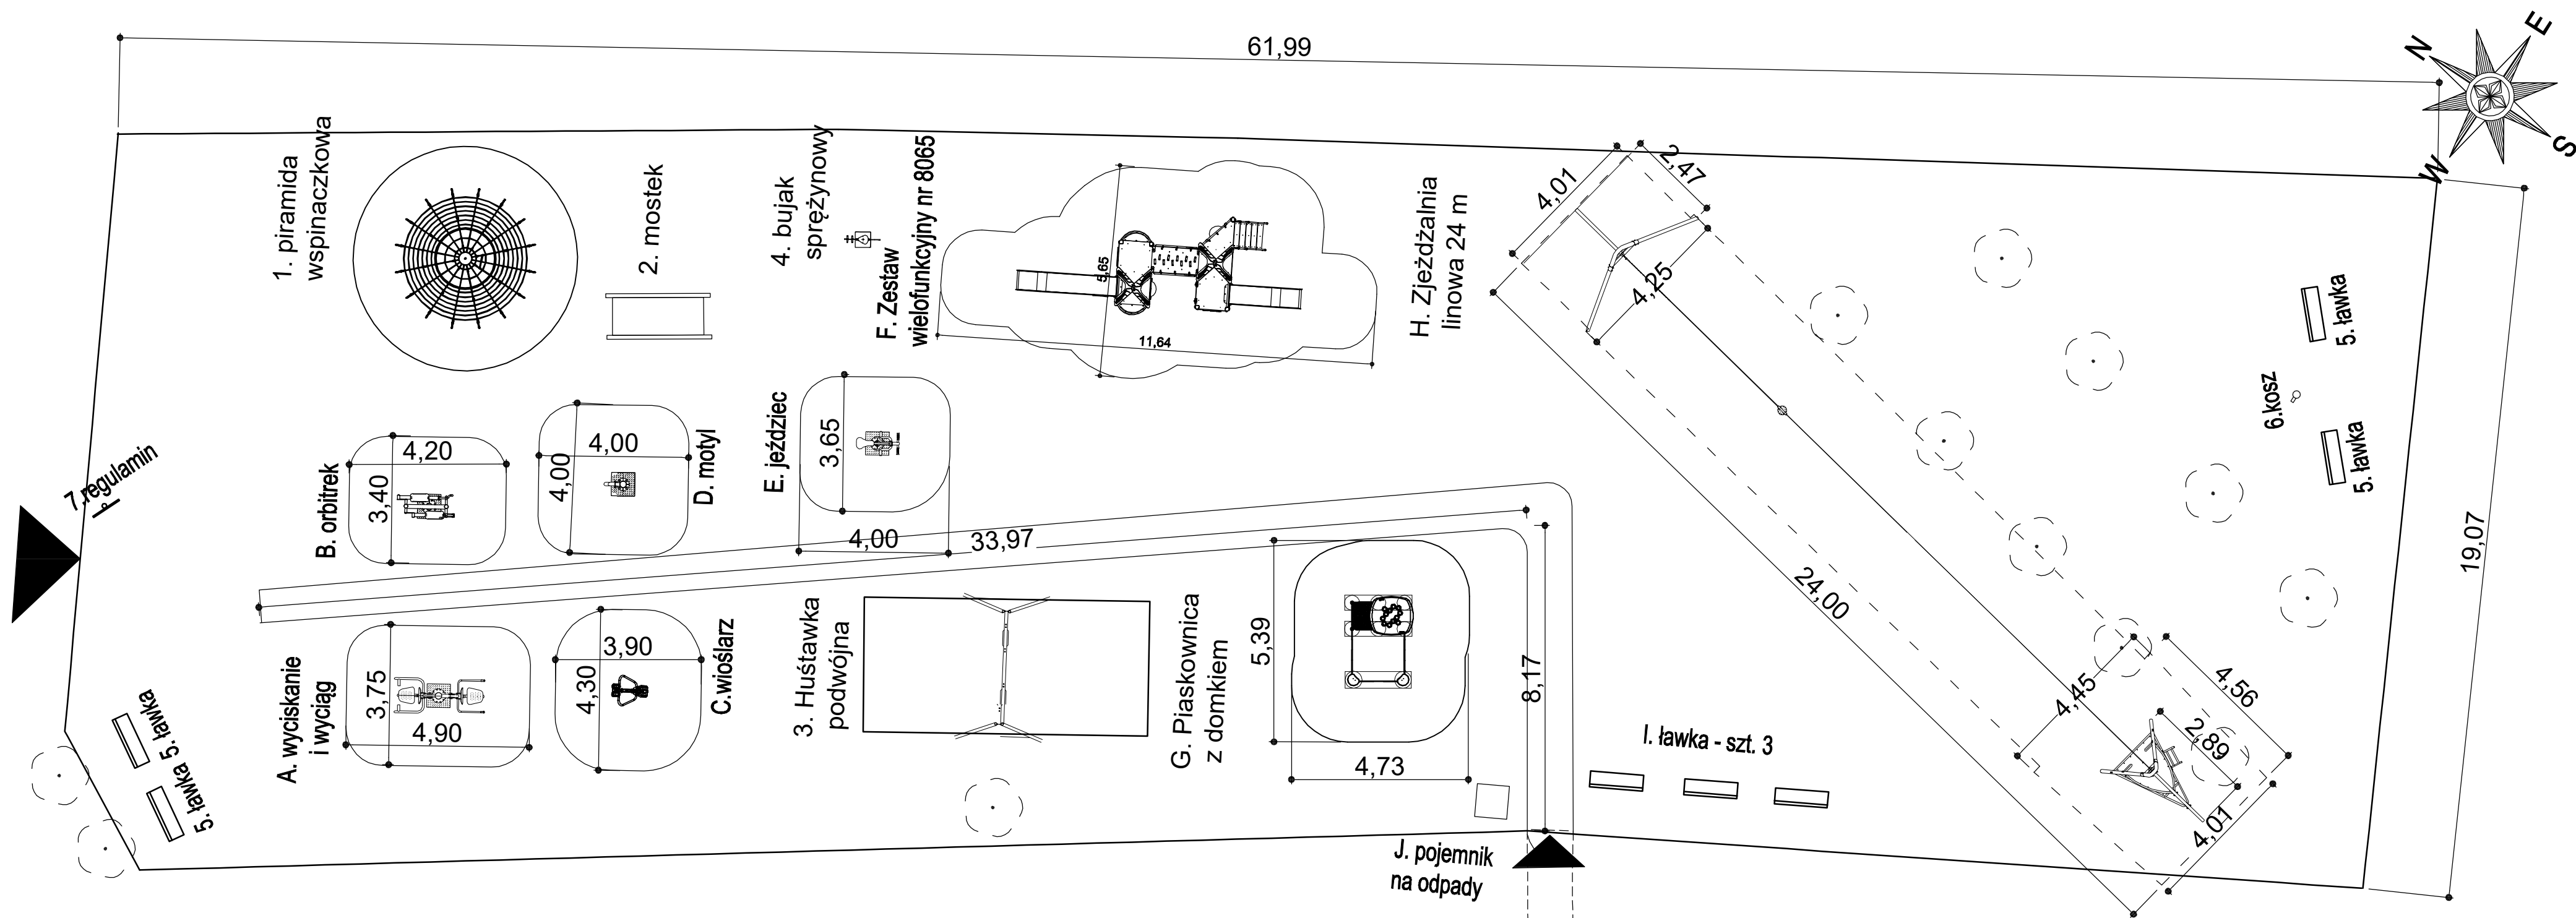 61,99
N
E
S
W
1. piramida
wspinaczkowa
2. mostek
4. bujak
sprężynowy
F. Zestaw
wielofunkcyjny nr 8065
5,65
11,64
H. Zjeżdżalnia
linowa 24 m
4,01
2,47
4,25
24,00
4,45
4,56
2,89
4,01
5. ławka
6.kosz
5. ławka
19,07
7.regulamin
B. orbitrek
4,20
3,40
4,00
4,00
D. motyl
E. jeździec
3,65
4,00
33,97
A. wyciskanie
i wyciąg
3,75
4,90
3,90
4,30
C.wioślarz
3. Huśtawka
podwójna
G. Piaskownica
z domkiem
5,39
4,73
8,17
I. ławka - szt. 3
J. pojemnik
na odpady
5. ławka
5. ławka